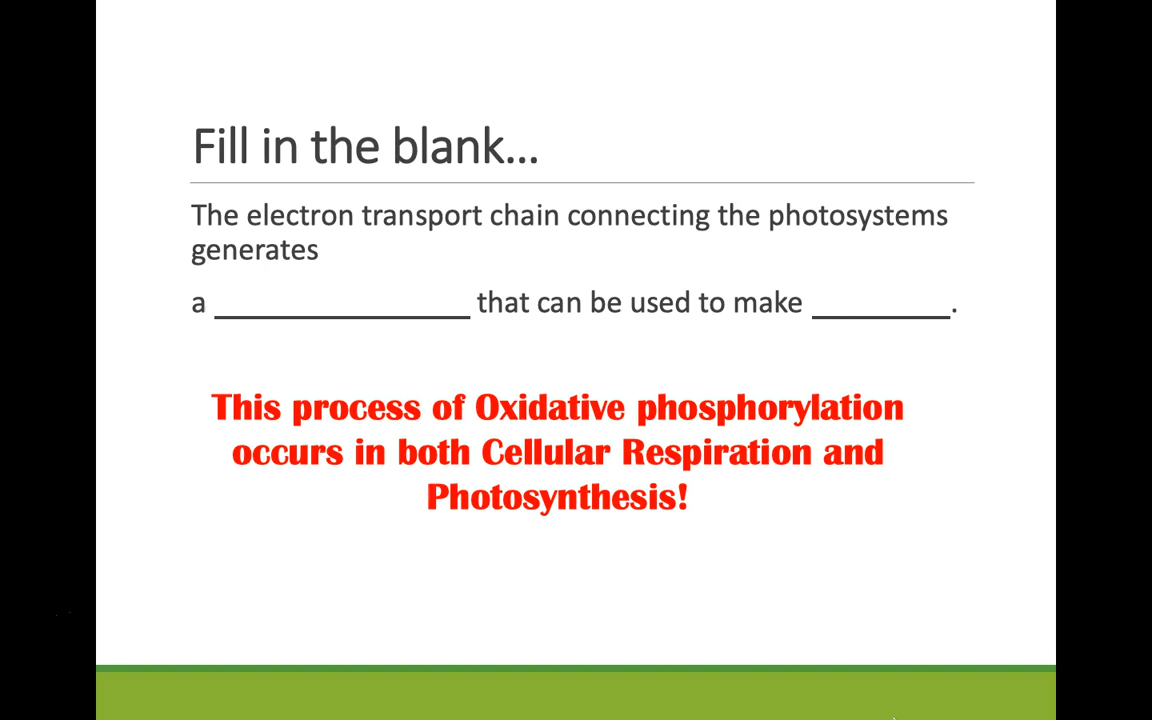 Fill in the blank...
The electron transport chain connecting the photosystems
generates
a _________________ that can be used to make _________.
This process of Oxidative phosphorylation
occurs in both Cellular Respiration and
Photosynthesis!